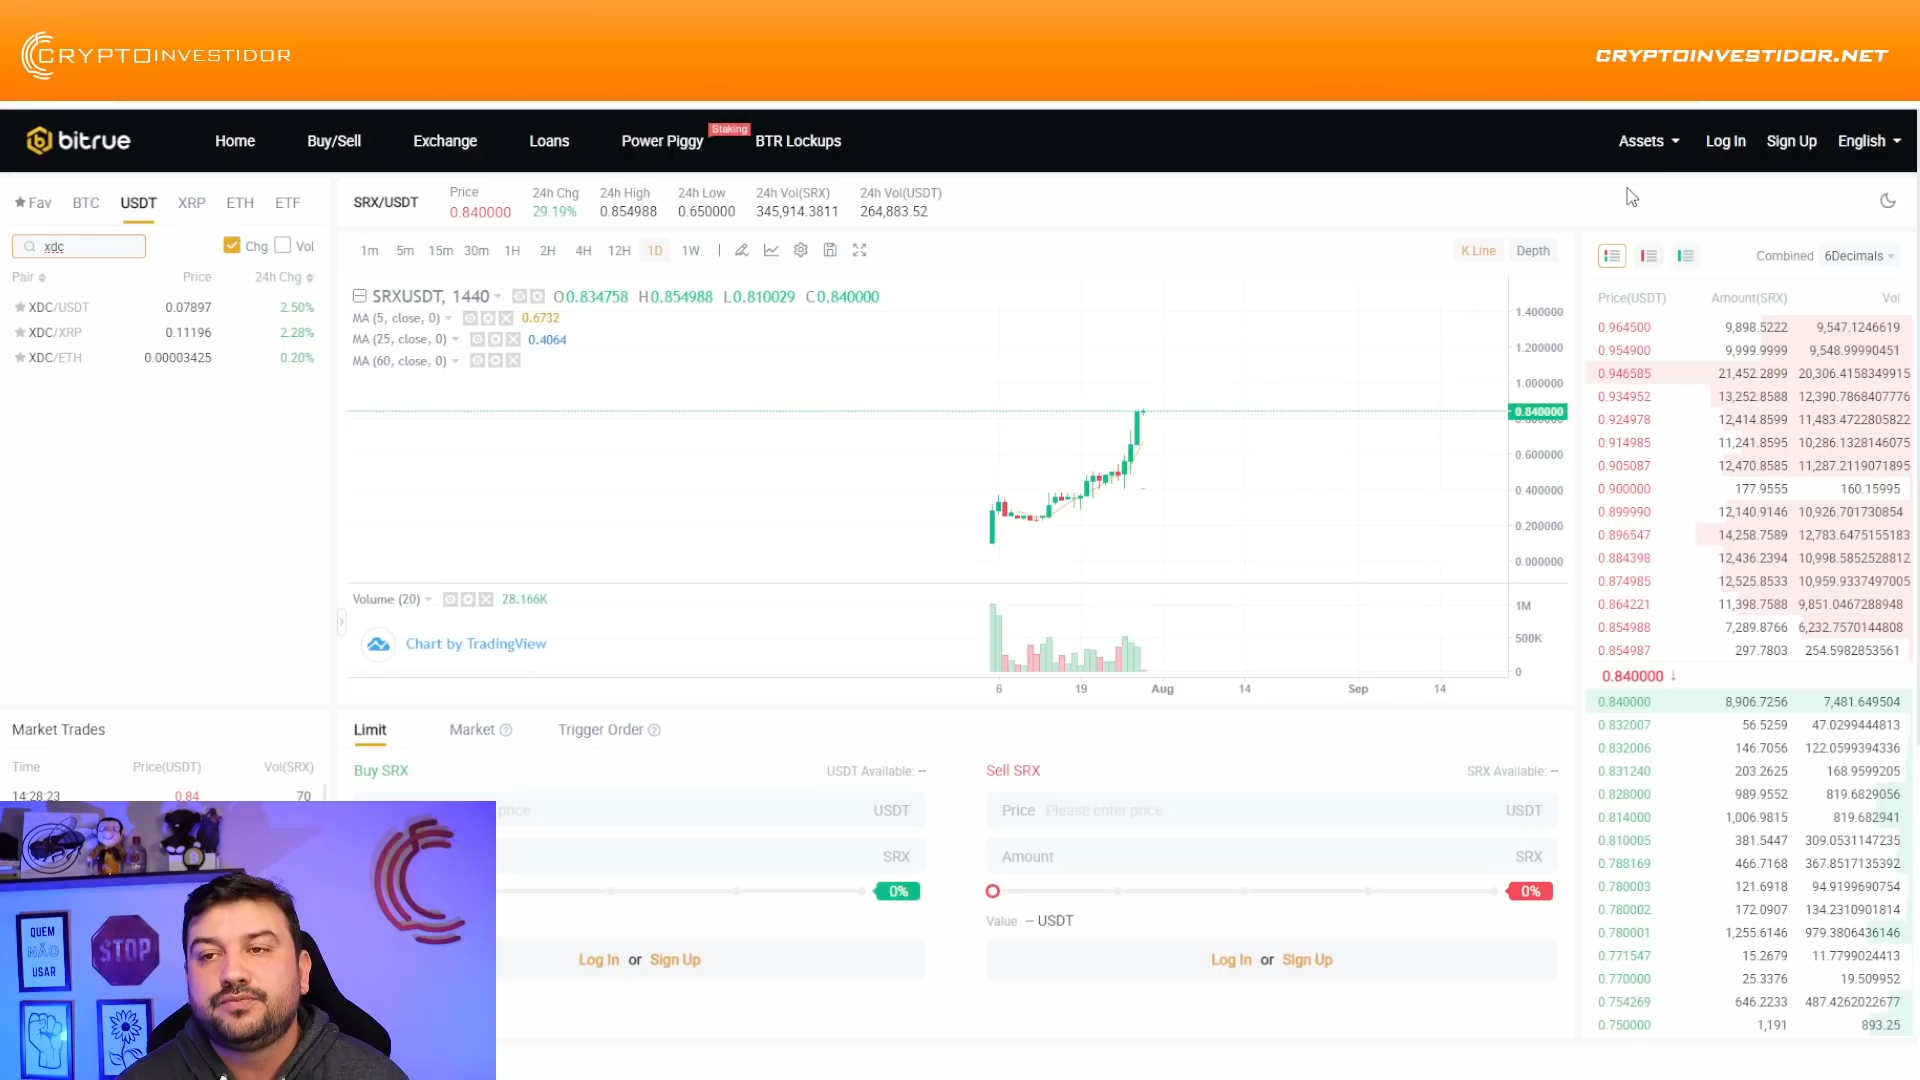 CRYPTOINVESTIDOR
CRYPTOINVESTIDOR.NET
bitrue
Home
Buy/Sell
Exchange
Loans
Power Piggy
Staking
BTR Lockups
Assets
Log In
Sign Up
English
Fav BTC USDT XRP ETH ETF
xdc
Chg Vol
Pair Price 24h Chg
XDC/USDT 0.07897 2.50%
XDC/XRP 0.11196 2.28%
XDC/ETH 0.00003425 0.20%
SRX/USDT
Price 24h Chg 24h High 24h Low 24h Vol(SRX) 24h Vol(USDT)
0.840000 29.19% 0.854988 0.650000 345,914.3811 264,883.52
1m 5m 15m 30m 1H 2H 4H 12H 1D 1W
K Line Depth
SRXUSDT, 1440 O0.834758 H0.854988 L0.810029 C0.840000
MA (5, close, 0) 0.6732
MA (25, close, 0) 0.4064
MA (60, close, 0)
1.400000
1.200000
1.000000
0.840000
0.600000
0.400000
0.200000
0.000000
Volume (20) 28.166K
Chart by TradingView
1M
500K
0
6 19 Aug 14 Sep 14
Combined 6Decimals
Price(USDT) Amount(SRX) Vol
0.964500 9,898.5222 9,547.1246619
0.954900 9,999.9999 9,548.99990451
0.946585 21,452.2899 20,306.4158349915
0.934952 13,252.8588 12,390.7868407776
0.924978 12,414.8599 11,483.4722805822
0.914985 11,241.8595 10,286.1328146075
0.905087 12,470.8585 11,287.2119071895
0.900000 177.9555 160.15995
0.899990 12,140.9146 10,926.701730854
0.896547 14,258.7589 12,783.6475155183
0.884398 12,436.2394 10,998.5852528812
0.874985 12,525.8533 10,959.9337497005
0.864221 11,398.7588 9,851.0467288948
0.854988 7,289.8766 6,232.7570144808
0.854987 297.7803 254.5982853561
0.840000 ↓
0.840000 8,906.7256 7,481.649504
0.832007 56.5259 47.0299444813
0.832006 146.7056 122.0599394336
0.831240 203.2625 168.9599205
0.828000 989.9552 819.6829056
0.814000 1,006.9815 819.682941
0.810005 381.5447 309.0531147235
0.788169 466.7168 367.8517135392
0.780003 121.6918 94.9199690754
0.780002 172.0907 134.2310901814
0.780001 1,255.6146 979.3806436146
0.771547 15.2679 11.7799024413
0.770000 25.3376 19.509952
0.754269 646.2233 487.4262022677
0.750000 1,191 893.25
Market Trades
Time Price(USDT) Vol(SRX)
14:28:23 0.84 70
Limit Market Trigger Order
Buy SRX USDT Available: --
price USDT
SRX
0%
Log In or Sign Up
Sell SRX SRX Available: --
Price Please enter price USDT
Amount SRX
0%
Value -- USDT
Log In or Sign Up
QUEM
NÃO
USAR
STOP